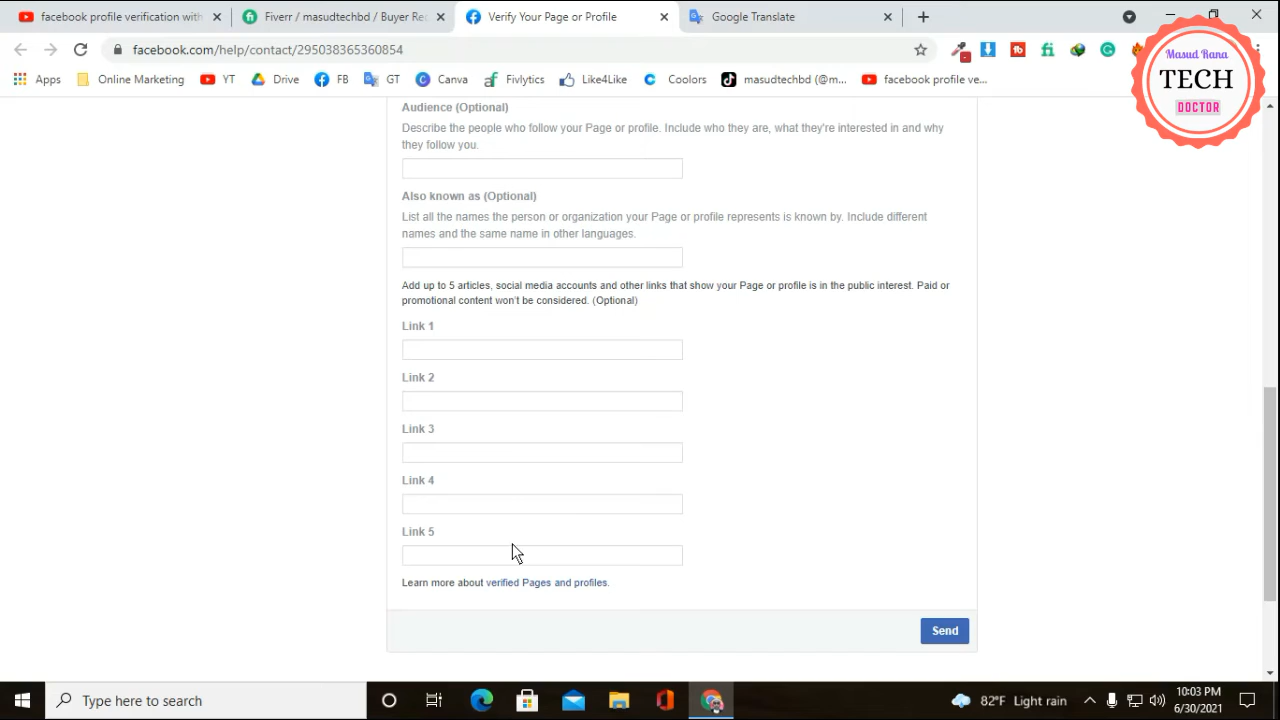 facebook profile verification with
Fiverr / masudtechbd / Buyer Rec
Verify Your Page or Profile
Google Translate
facebook.com/help/contact/295038365360854
Apps
Online Marketing
YT
Drive
FB
GT
Canva
Fivlytics
Like4Like
Coolors
masudtechbd (@m...
facebook profile ve...
Masud Rana
TECH
DOCTOR
Audience (Optional)
Describe the people who follow your Page or profile. Include who they are, what they're interested in and why
they follow you.
Also known as (Optional)
List all the names the person or organization your Page or profile represents is known by. Include different
names and the same name in other languages.
Add up to 5 articles, social media accounts and other links that show your Page or profile is in the public interest. Paid or
promotional content won't be considered. (Optional)
Link 1
Link 2
Link 3
Link 4
Link 5
Learn more about verified Pages and profiles.
Send
Type here to search
82°F Light rain
10:03 PM
6/30/2021